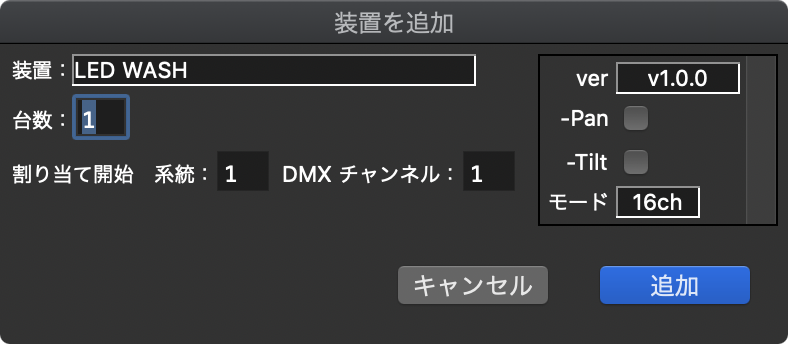 装置を追加
装置：LED WASH
台数：1
割り当て開始 系統：1 DMX チャンネル：1
ver v1.0.0
-Pan
-Tilt
モード 16ch
キャンセル 追加